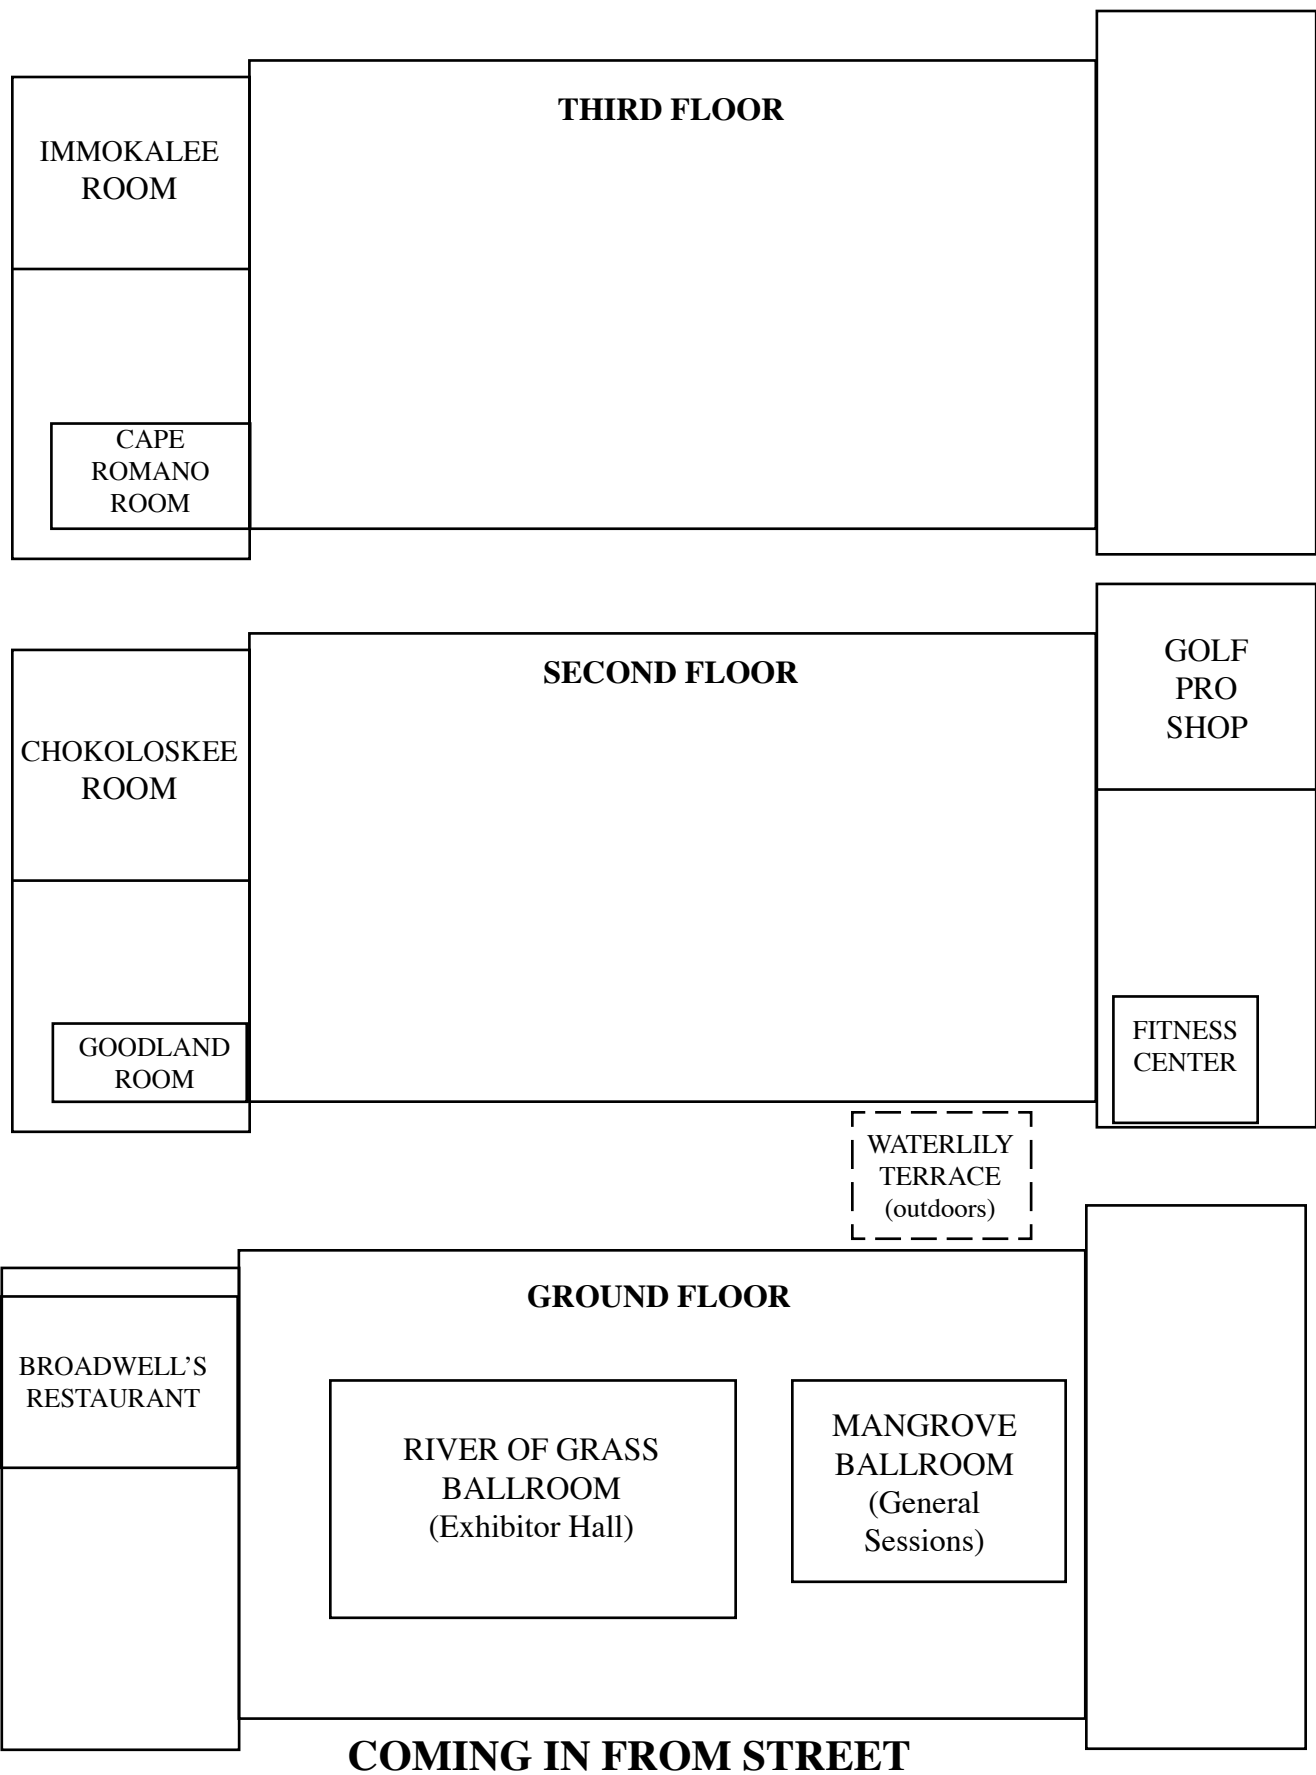 THIRD FLOOR
IMMOKALEE
ROOM
CAPE
ROMANO
ROOM
SECOND FLOOR
GOLF
PRO
SHOP
CHOKOLOSKEE
ROOM
GOODLAND
ROOM
FITNESS
CENTER
WATERLILY
TERRACE
(outdoors)
GROUND FLOOR
BROADWELL’S
RESTAURANT
RIVER OF GRASS
BALLROOM
(Exhibitor Hall)
MANGROVE
BALLROOM
(General
Sessions)
COMING IN FROM STREET